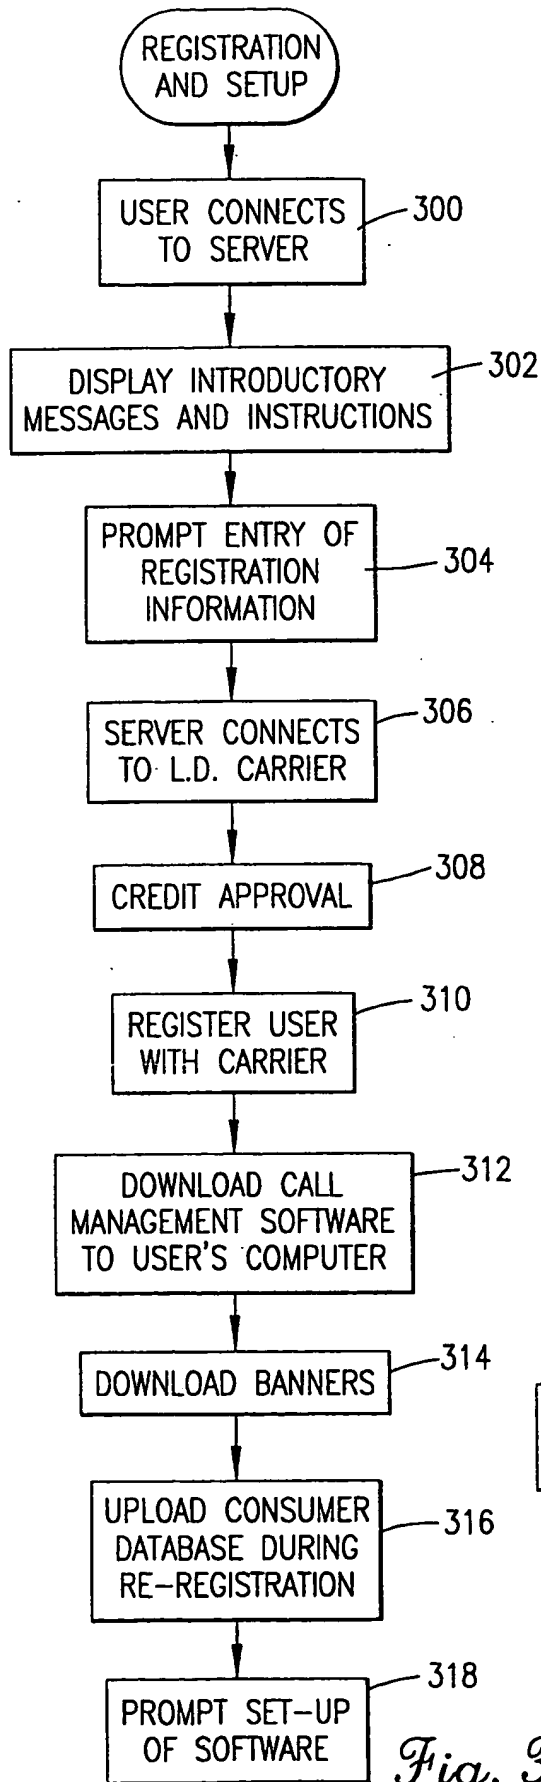 REGISTRATION
AND SETUP
USER CONNECTS
TO SERVER
300
DISPLAY INTRODUCTORY
MESSAGES AND INSTRUCTIONS
302
PROMPT ENTRY OF
REGISTRATION
INFORMATION
304
SERVER CONNECTS
TO L.D. CARRIER
306
CREDIT APPROVAL
308
REGISTER USER
WITH CARRIER
310
DOWNLOAD CALL
MANAGEMENT SOFTWARE
TO USER'S COMPUTER
312
DOWNLOAD BANNERS
314
UPLOAD CONSUMER
DATABASE DURING
RE-REGISTRATION
316
PROMPT SET-UP
OF SOFTWARE
318
Fig. 3